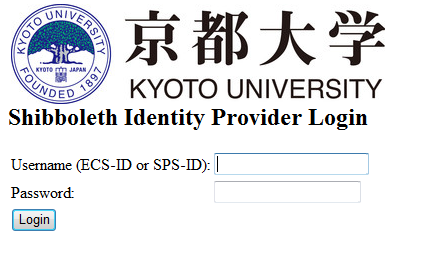 KYOTO UNIVERSITY
KYOTO JAPAN
FOUNDED 1897
京都大学
KYOTO UNIVERSITY
Shibboleth Identity Provider Login
Username (ECS-ID or SPS-ID):
Password:
Login